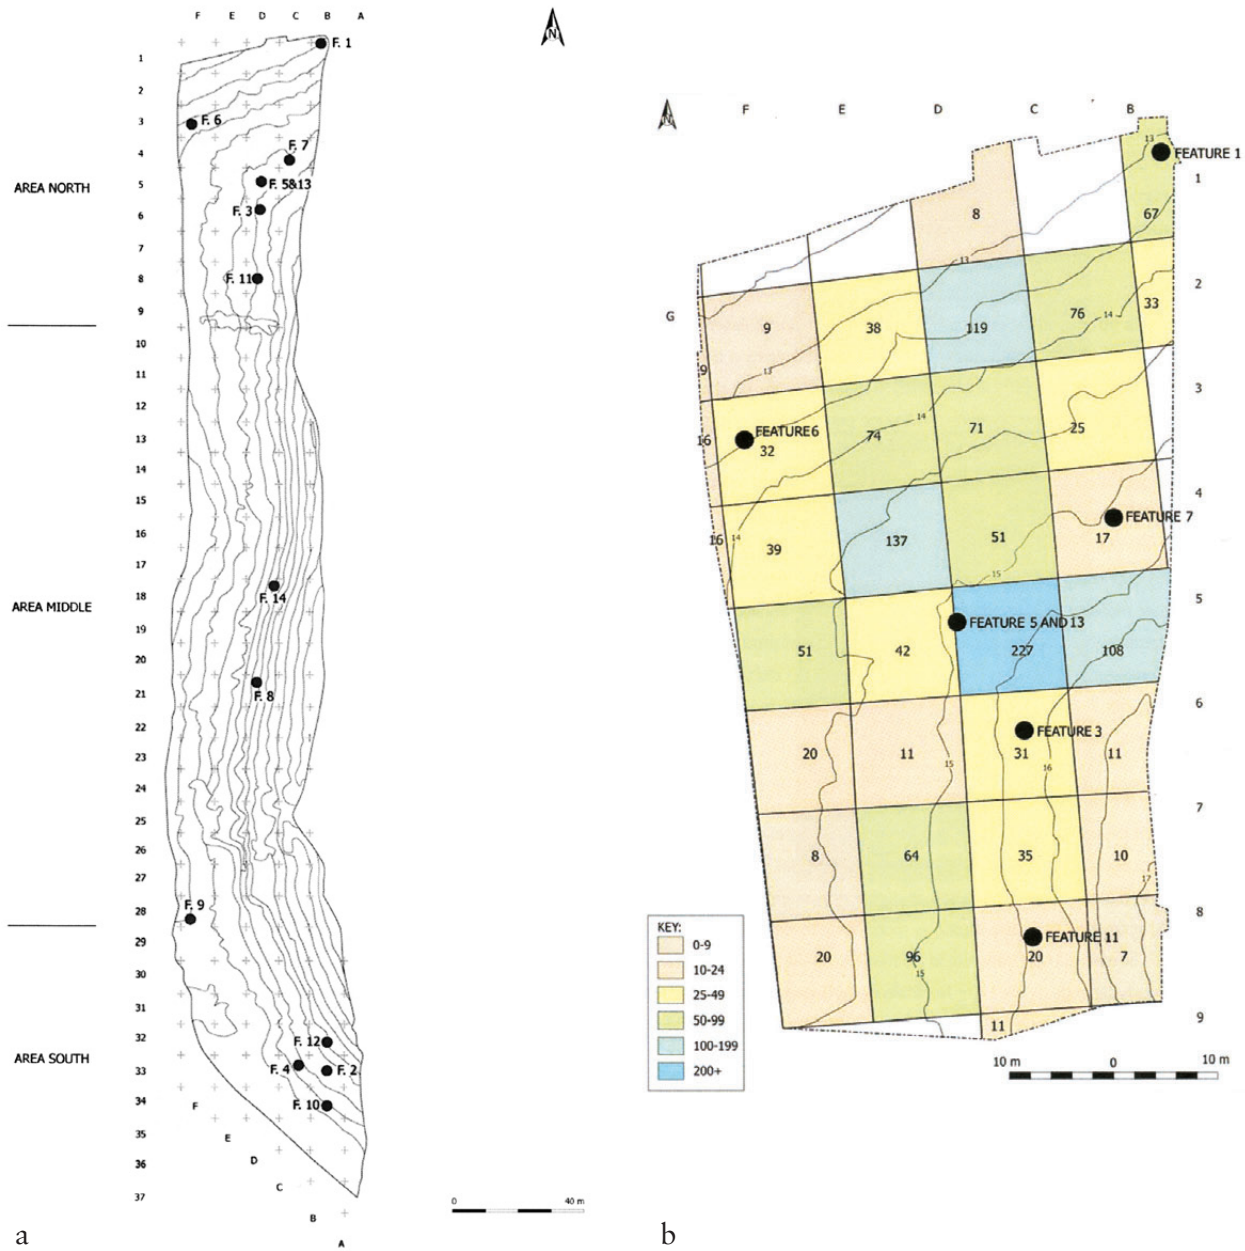 F E D C B A
N
F. 1
1
2
3
F. 6
4
F. 7
AREA NORTH
5
F. 5&13
6
F. 3
7
8
F. 11
9
10
11
12
13
14
15
16
17
18
F. 14
AREA MIDDLE
19
20
21
F. 8
22
23
24
25
26
27
28
F. 9
29
30
31
32
F. 12
AREA SOUTH
33
F. 4
F. 2
34
F. 10
F
35
E
36
D
37
C
B
A
0 40 m
a
N
F E D C B
13
FEATURE 1
1
8
67
13
2
G
9
38
119
76
14
33
9
13
3
16
FEATURE6
32
74
14
71
25
4
16
14
39
137
51
15
17
FEATURE 7
5
51
42
FEATURE 5 AND 13
227
108
6
20
11
15
FEATURE 3
31
16
11
7
8
64
35
10
17
8
20
96
15
FEATURE 11
20
7
9
11
KEY:
0-9
10-24
25-49
50-99
100-199
200+
10 m 0 10 m
b